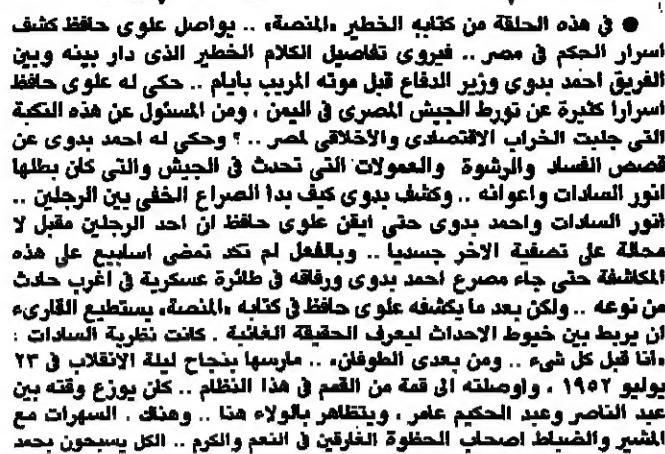 ● في هذه الحلقة من كتابه الخطير «المنصة» .. يواصل علوى حافظ كشف
اسرار الحكم في مصر .. فيروى تفاصيل الكلام الخطير الذى دار بينه وبين
الفريق احمد بدوى وزير الدفاع قبل موته المريب بايام .. حكى له علوى حافظ
اسرارا كثيرة عن تورط الجيش المصرى في اليمن ، ومن المسئول عن هذه النكبة
التى جلبت الخراب الاقتصادى والاخلاقى لمصر .. ؟ وحكى له احمد بدوى عن
قصص الفساد والرشوة والعمولات التى تحدث في الجيش والتى كان بطلها
انور السادات واعوانه .. وكشف بدوى كيف بدا الصراع الخفى بين الرجلين ..
انور السادات واحمد بدوى حتى ايقن علوى حافظ ان احد الرجلين مقبل لا
محالة على تصفية الاخر جسديا .. وبالفعل لم تكد تمضى اسابيع على هذه
المكاشفة حتى جاء مصرع احمد بدوى ورفاقه في طائرة عسكرية في اغرب حادث
من نوعه .. ولكن بعد ما يكشفه علوى حافظ في كتابه «المنصة» يستطيع القارىء
ان يربط بين خيوط الاحداث ليعرف الحقيقة الغائبة . كانت نظرية السادات :
«انا قبل كل شىء .. ومن بعدى الطوفان» .. مارسها بنجاح ليلة الانقلاب في ٢٣
يوليو ١٩٥٢ ، واوصلته الى قمة من القمم في هذا النظام .. كان يوزع وقته بين
عبد الناصر وعبد الحكيم عامر ، ويتظاهر بالولاء هنا .. وهناك . السهرات مع
المشير والضباط اصحاب الحظوة الغارقين في النعم والكرم .. الكل يسبحون بحمد